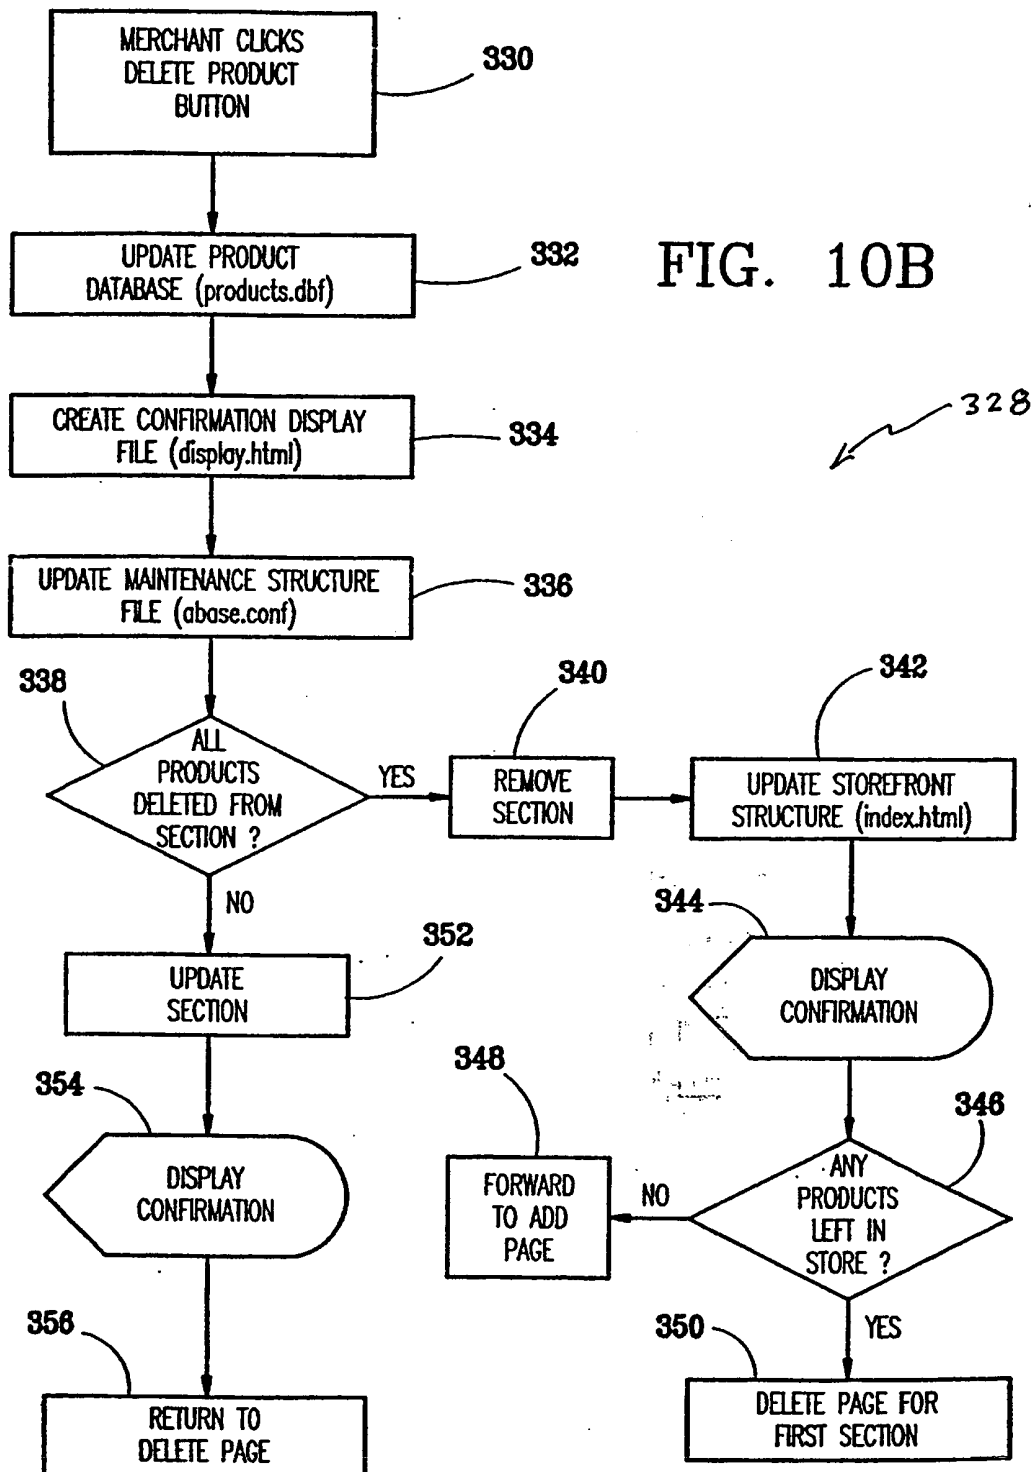 MERCHANT CLICKS
DELETE PRODUCT
BUTTON
330
UPDATE PRODUCT
DATABASE (products.dbf)
332
FIG. 10B
CREATE CONFIRMATION DISPLAY
FILE (display.html)
334
328
UPDATE MAINTENANCE STRUCTURE
FILE (abase.conf)
336
338
ALL
PRODUCTS
DELETED FROM
SECTION ?
YES
340
REMOVE
SECTION
342
UPDATE STOREFRONT
STRUCTURE (index.html)
NO
352
UPDATE
SECTION
344
DISPLAY
CONFIRMATION
354
DISPLAY
CONFIRMATION
348
FORWARD
TO ADD
PAGE
NO
346
ANY
PRODUCTS
LEFT IN
STORE ?
YES
356
RETURN TO
DELETE PAGE
350
DELETE PAGE FOR
FIRST SECTION